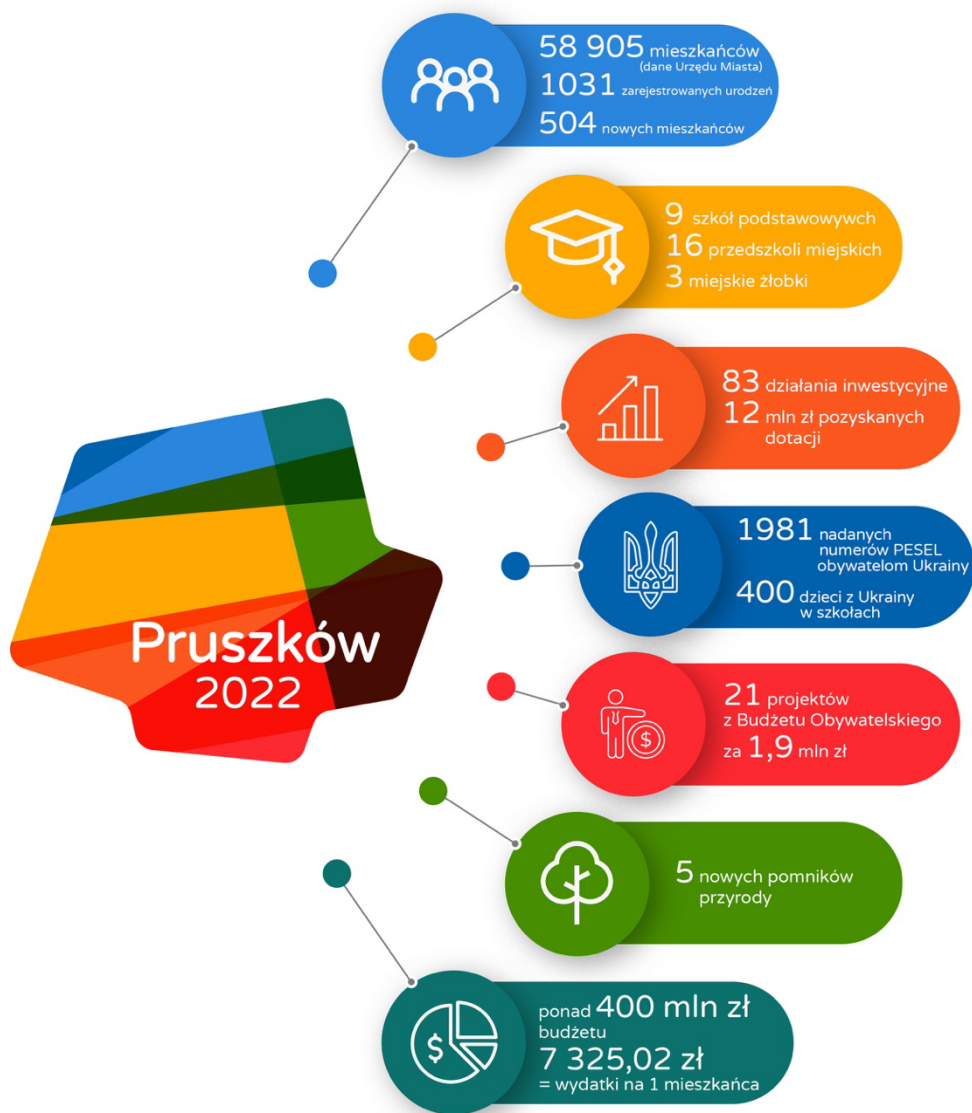 58 905 mieszkańców
(dane Urzędu Miasta)
1031 zarejestrowanych urodzeń
504 nowych mieszkańców
9 szkół podstawowywch
16 przedszkoli miejskich
3 miejskie żłobki
83 działania inwestycyjne
12 mln zł pozyskanych
dotacji
1981 nadanych
numerów PESEL
obywatelom Ukrainy
400 dzieci z Ukrainy
w szkołach
Pruszków
2022
21 projektów
z Budżetu Obywatelskiego
za 1,9 mln zł
5 nowych pomników
przyrody
ponad 400 mln zł
budżetu
7 325,02 zł
= wydatki na 1 mieszkańca